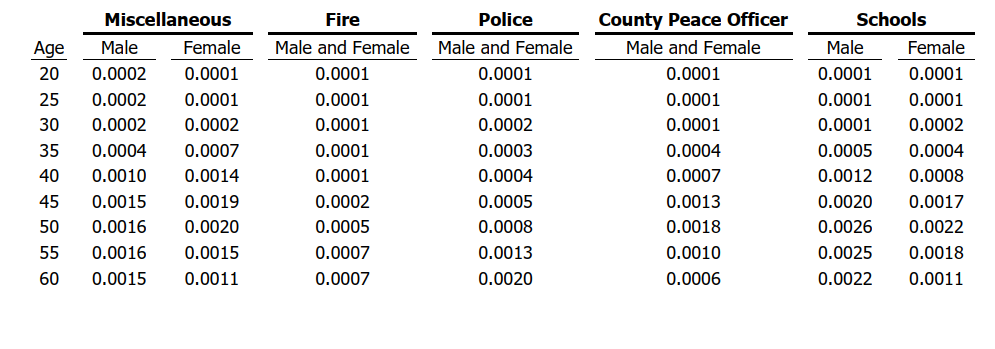 Miscellaneous Fire Police County Peace Officer Schools
Age Male Female Male and Female Male and Female Male and Female Male Female
20 0.0002 0.0001 0.0001 0.0001 0.0001 0.0001 0.0001
25 0.0002 0.0001 0.0001 0.0001 0.0001 0.0001 0.0001
30 0.0002 0.0002 0.0001 0.0002 0.0001 0.0001 0.0002
35 0.0004 0.0007 0.0001 0.0003 0.0004 0.0005 0.0004
40 0.0010 0.0014 0.0001 0.0004 0.0007 0.0012 0.0008
45 0.0015 0.0019 0.0002 0.0005 0.0013 0.0020 0.0017
50 0.0016 0.0020 0.0005 0.0008 0.0018 0.0026 0.0022
55 0.0016 0.0015 0.0007 0.0013 0.0010 0.0025 0.0018
60 0.0015 0.0011 0.0007 0.0020 0.0006 0.0022 0.0011